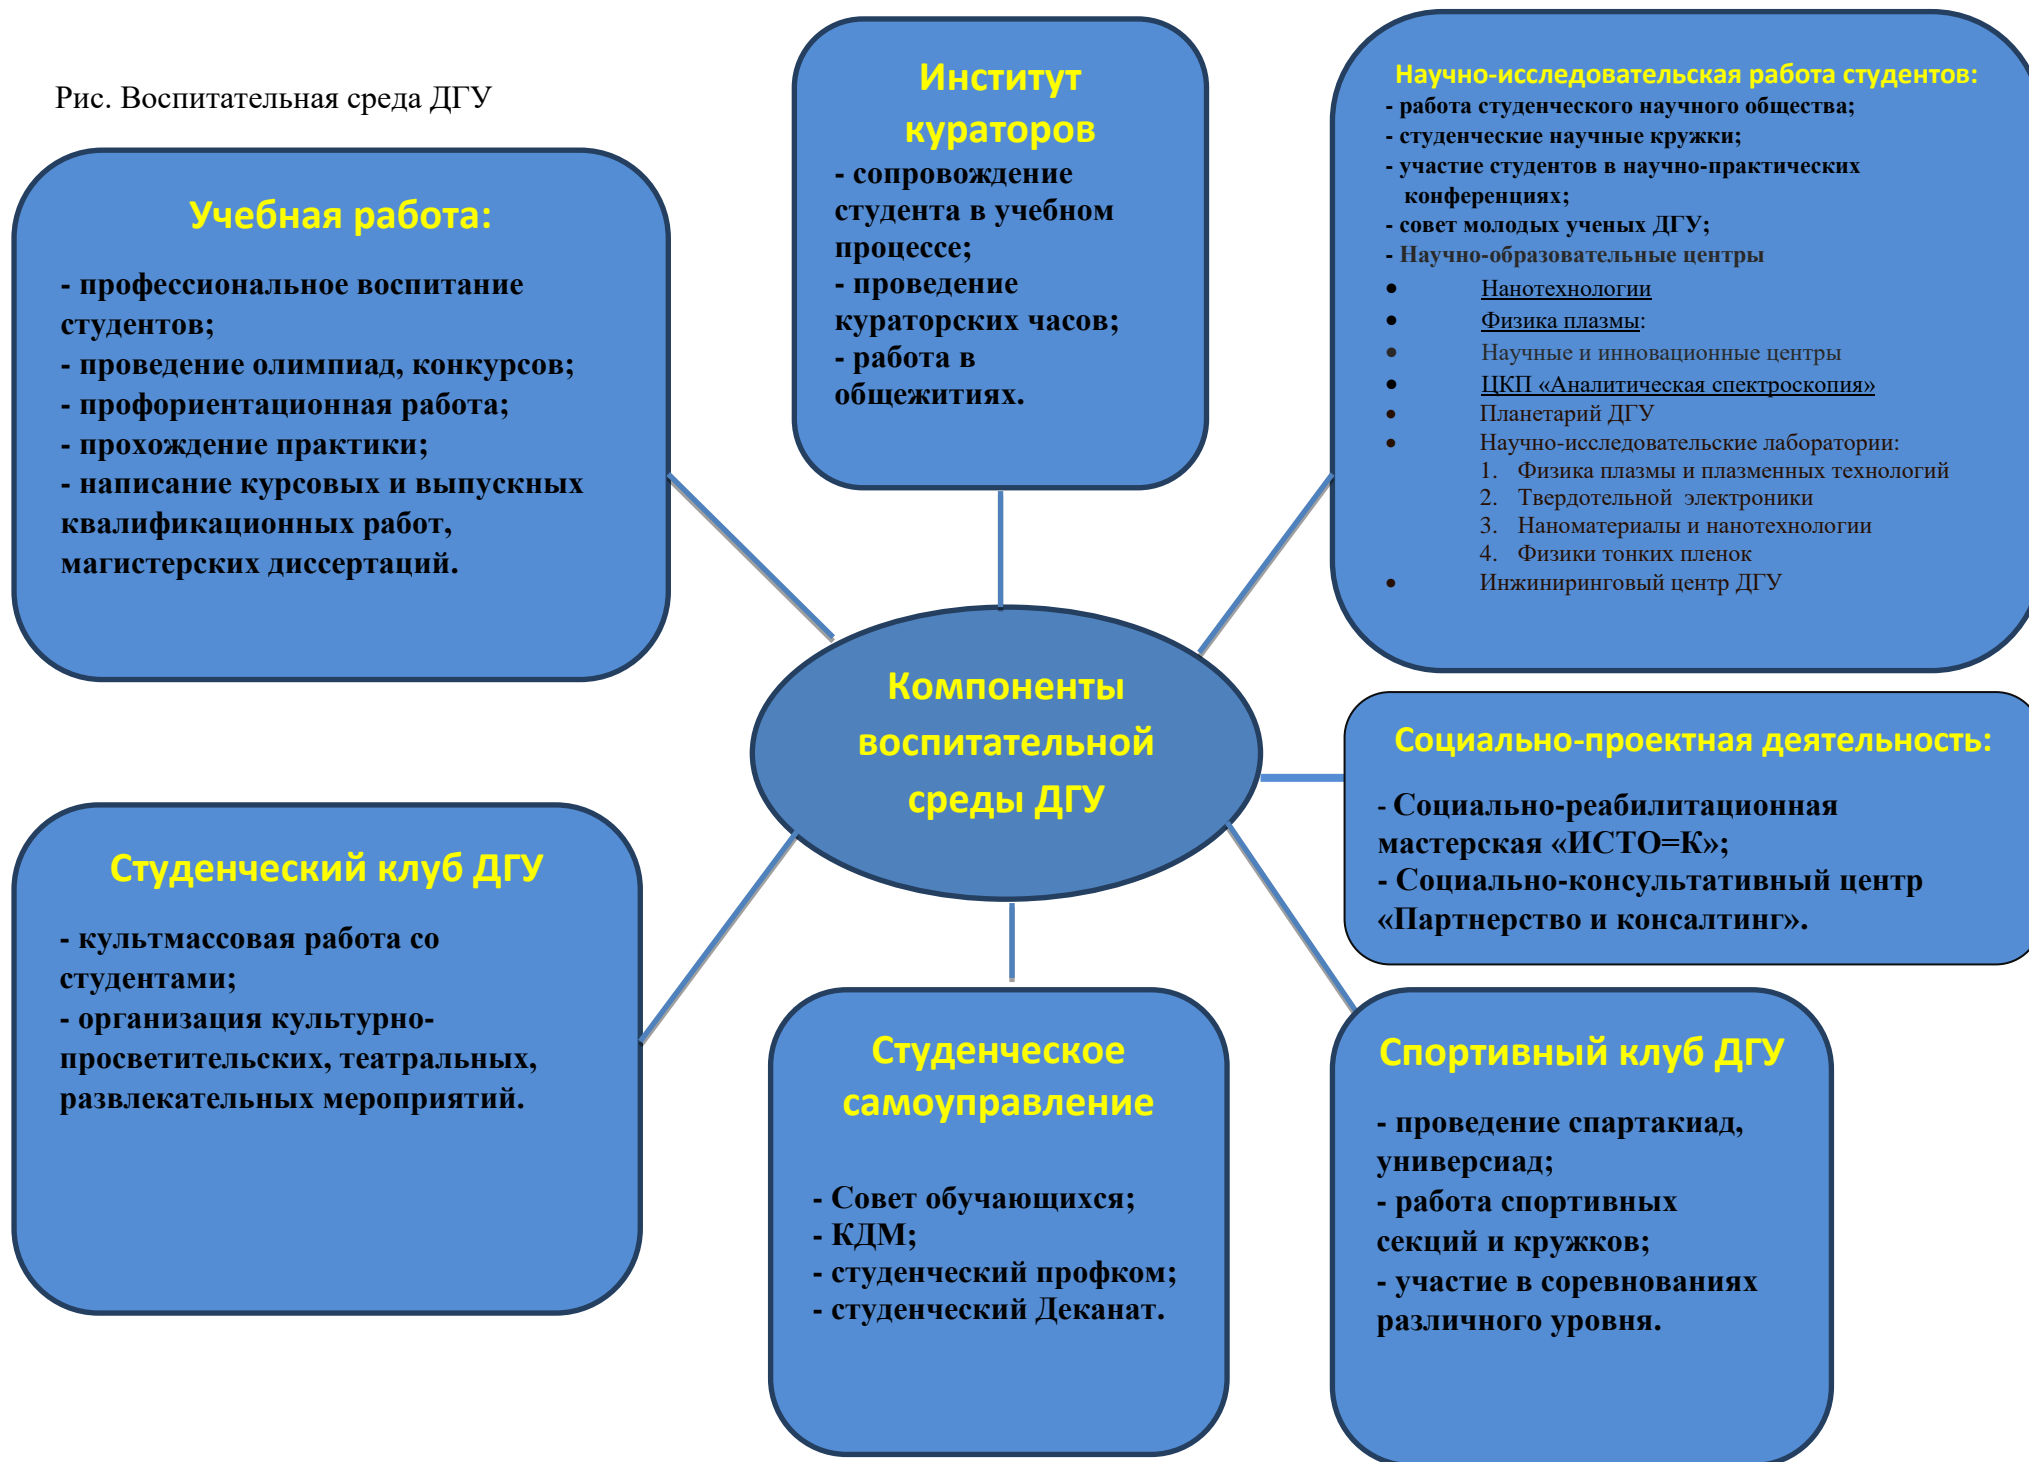 Рис. Воспитательная среда ДГУ
Учебная работа:
- профессиональное воспитание
студентов;
- проведение олимпиад, конкурсов;
- профориентационная работа;
- прохождение практики;
- написание курсовых и выпускных
квалификационных работ,
магистерских диссертаций.
Институт
кураторов
- сопровождение
студента в учебном
процессе;
- проведение
кураторских часов;
- работа в
общежитиях.
Научно-исследовательская работа студентов:
- работа студенческого научного общества;
- студенческие научные кружки;
- участие студентов в научно-практических
конференциях;
- совет молодых ученых ДГУ;
- Научно-образовательные центры
• Нанотехнологии
• Физика плазмы:
• Научные и инновационные центры
• ЦКП «Аналитическая спектроскопия»
• Планетарий ДГУ
• Научно-исследовательские лаборатории:
1. Физика плазмы и плазменных технологий
2. Твердотельной электроники
3. Наноматериалы и нанотехнологии
4. Физики тонких пленок
• Инжиниринговый центр ДГУ
Компоненты
воспитательной
среды ДГУ
Социально-проектная деятельность:
- Социально-реабилитационная
мастерская «ИСТО=К»;
- Социально-консультативный центр
«Партнерство и консалтинг».
Студенческий клуб ДГУ
- культмассовая работа со
студентами;
- организация культурно-
просветительских, театральных,
развлекательных мероприятий.
Студенческое
самоуправление
- Совет обучающихся;
- КДМ;
- студенческий профком;
- студенческий Деканат.
Спортивный клуб ДГУ
- проведение спартакиад,
универсиад;
- работа спортивных
секций и кружков;
- участие в соревнованиях
различного уровня.